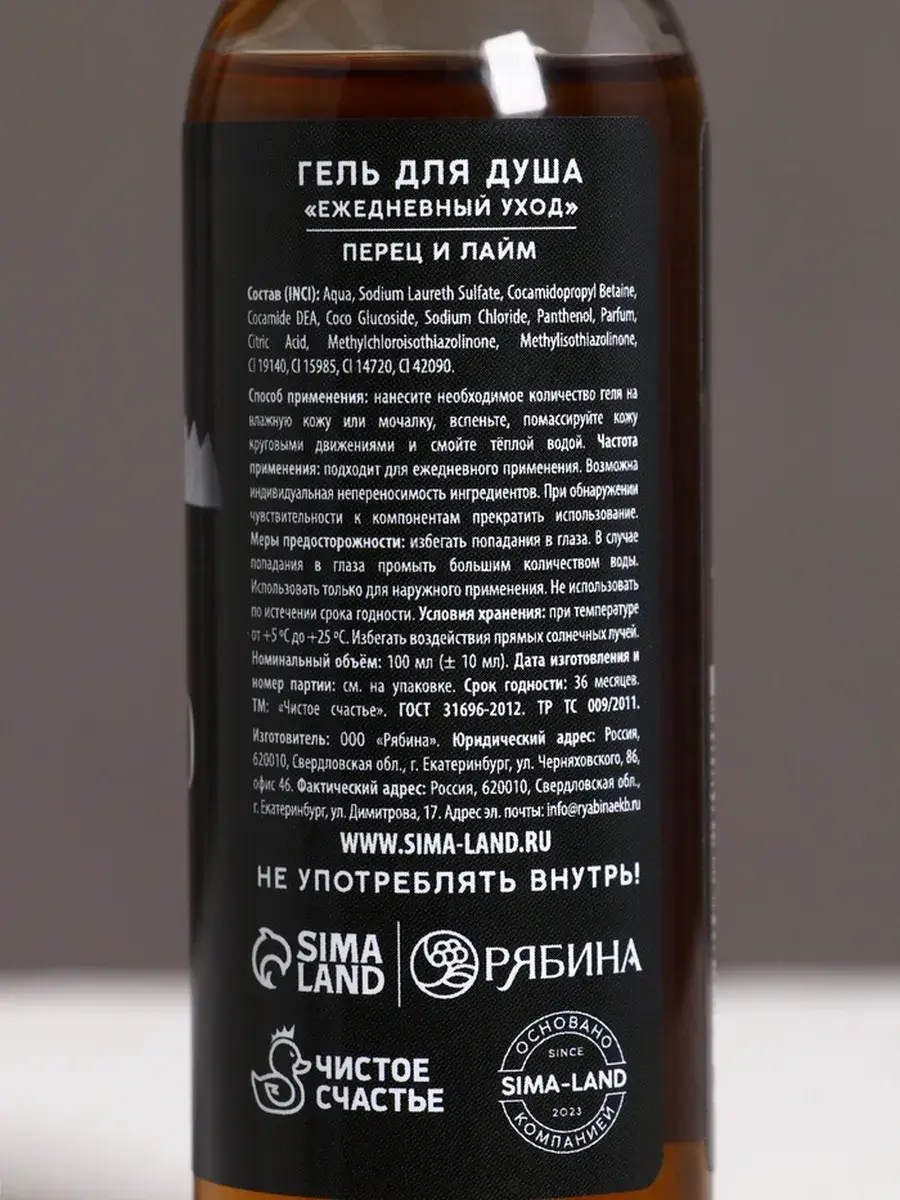 ГЕЛЬ ДЛЯ ДУША
«ЕЖЕДНЕВНЫЙ УХОД»
ПЕРЕЦ И ЛАЙМ
Состав (INCI): Aqua, Sodium Laureth Sulfate, Cocamidopropyl Betaine,
Cocamide DEA, Coco Glucoside, Sodium Chloride, Panthenol, Parfum,
Citric Acid, Methylchloroisothiazolinone, Methylisothiazolinone,
CI 19140, CI 15985, CI 14720, CI 42090.
Способ применения: нанесите необходимое количество геля на
влажную кожу или мочалку, вспеньте, помассируйте кожу
круговыми движениями и смойте тёплой водой. Частота
применения: подходит для ежедневного применения. Возможна
индивидуальная непереносимость ингредиентов. При обнаружении
чувствительности к компонентам прекратить использование.
Меры предосторожности: избегать попадания в глаза. В случае
попадания в глаза промыть большим количеством воды.
Использовать только для наружного применения. Не использовать
по истечении срока годности. Условия хранения: при температуре
от +5 °С до +25 °С. Избегать воздействия прямых солнечных лучей.
Номинальный объём: 100 мл (± 10 мл). Дата изготовления и
номер партии: см. на упаковке. Срок годности: 36 месяцев.
ТМ: «Чистое счастье». ГОСТ 31696-2012. ТР ТС 009/2011.
Изготовитель: ООО «Рябина». Юридический адрес: Россия,
620010, Свердловская обл., г. Екатеринбург, ул. Черняховского, 86,
офис 46. Фактический адрес: Россия, 620010, Свердловская обл.,
г. Екатеринбург, ул. Димитрова, 17. Адрес эл. почты: info@ryabinaekb.ru
WWW.SIMA-LAND.RU
НЕ УПОТРЕБЛЯТЬ ВНУТРЬ!
SIMA
LAND
РЯБИНА
ЧИСТОЕ
СЧАСТЬЕ
ОСНОВАНО
SINCE
SIMA-LAND
2023
КОМПАНИЕЙ